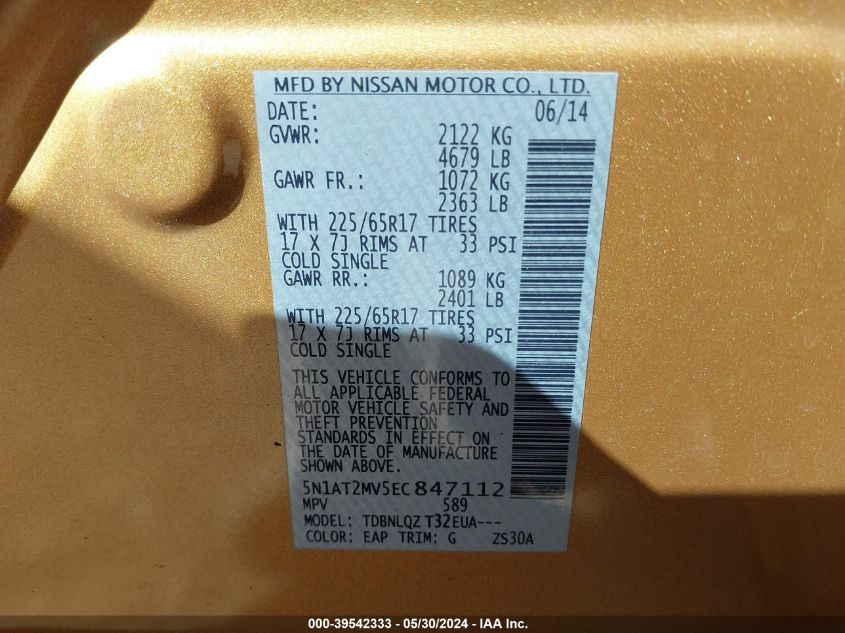 MFD BY NISSAN MOTOR CO., LTD.
DATE: 06/14
GVWR: 2122 KG
4679 LB
GAWR FR.: 1072 KG
2363 LB
WITH 225/65R17 TIRES
17 X 7J RIMS AT 33 PSI
COLD SINGLE
GAWR RR.: 1089 KG
2401 LB
WITH 225/65R17 TIRES
17 X 7J RIMS AT 33 PSI
COLD SINGLE
THIS VEHICLE CONFORMS TO
ALL APPLICABLE FEDERAL
MOTOR VEHICLE SAFETY AND
THEFT PREVENTION
STANDARDS IN EFFECT ON
THE DATE OF MANUFACTURE
SHOWN ABOVE.
5N1AT2MV5EC847112
MPV 589
MODEL: TDBNLQZ T32EUA---
COLOR: EAP TRIM: G ZS30A
000-39542333 - 05/30/2024 - IAA Inc.